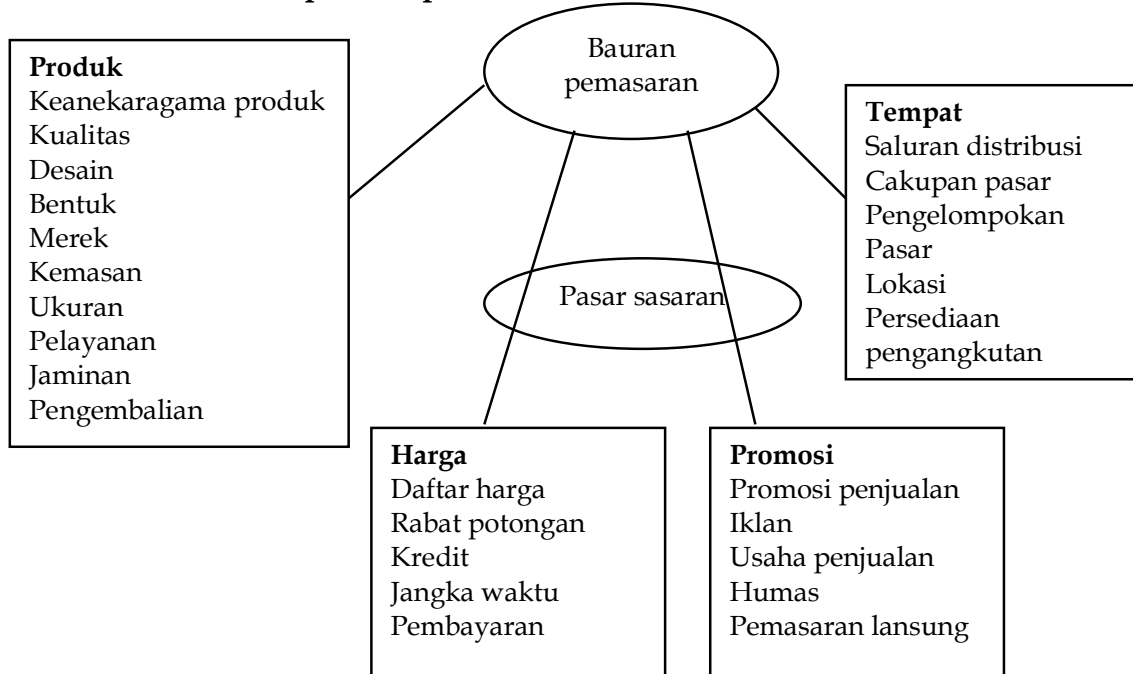 Bauran
pemasaran
Produk
Keanekaragama produk
Kualitas
Desain
Bentuk
Merek
Kemasan
Ukuran
Pelayanan
Jaminan
Pengembalian
Tempat
Saluran distribusi
Cakupan pasar
Pengelompokan
Pasar
Lokasi
Persediaan
pengangkutan
Pasar sasaran
Harga
Daftar harga
Rabat potongan
Kredit
Jangka waktu
Pembayaran
Promosi
Promosi penjualan
Iklan
Usaha penjualan
Humas
Pemasaran lansung